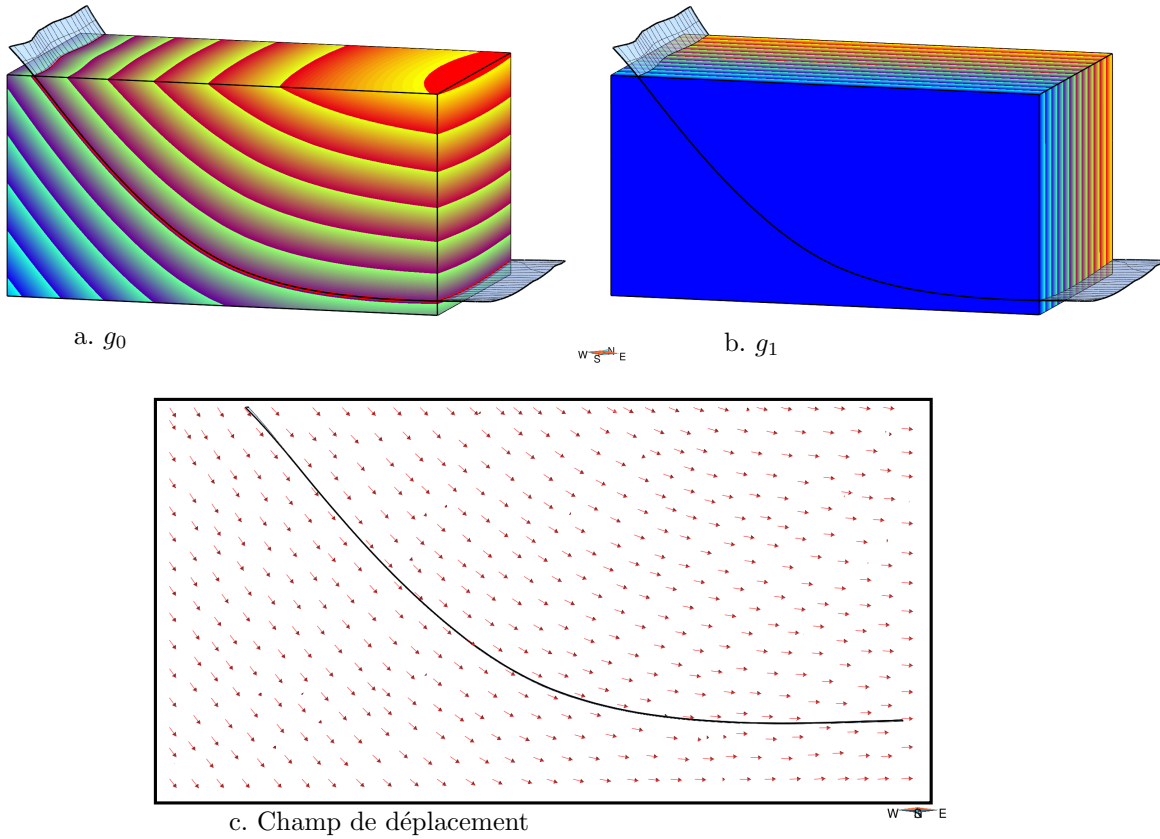 a. g₀
b. g₁
W S N E
c. Champ de déplacement
W S E